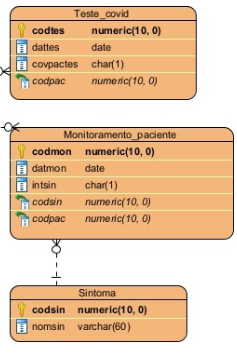 Teste_covid
codtes numeric(10, 0)
dattes date
covpactes char(1)
codpac numeric(10, 0)
Monitoramento_paciente
codmon numeric(10, 0)
datmon date
intsin char(1)
codsin numeric(10, 0)
codpac numeric(10, 0)
Sintoma
codsin numeric(10, 0)
nomsin varchar(60)